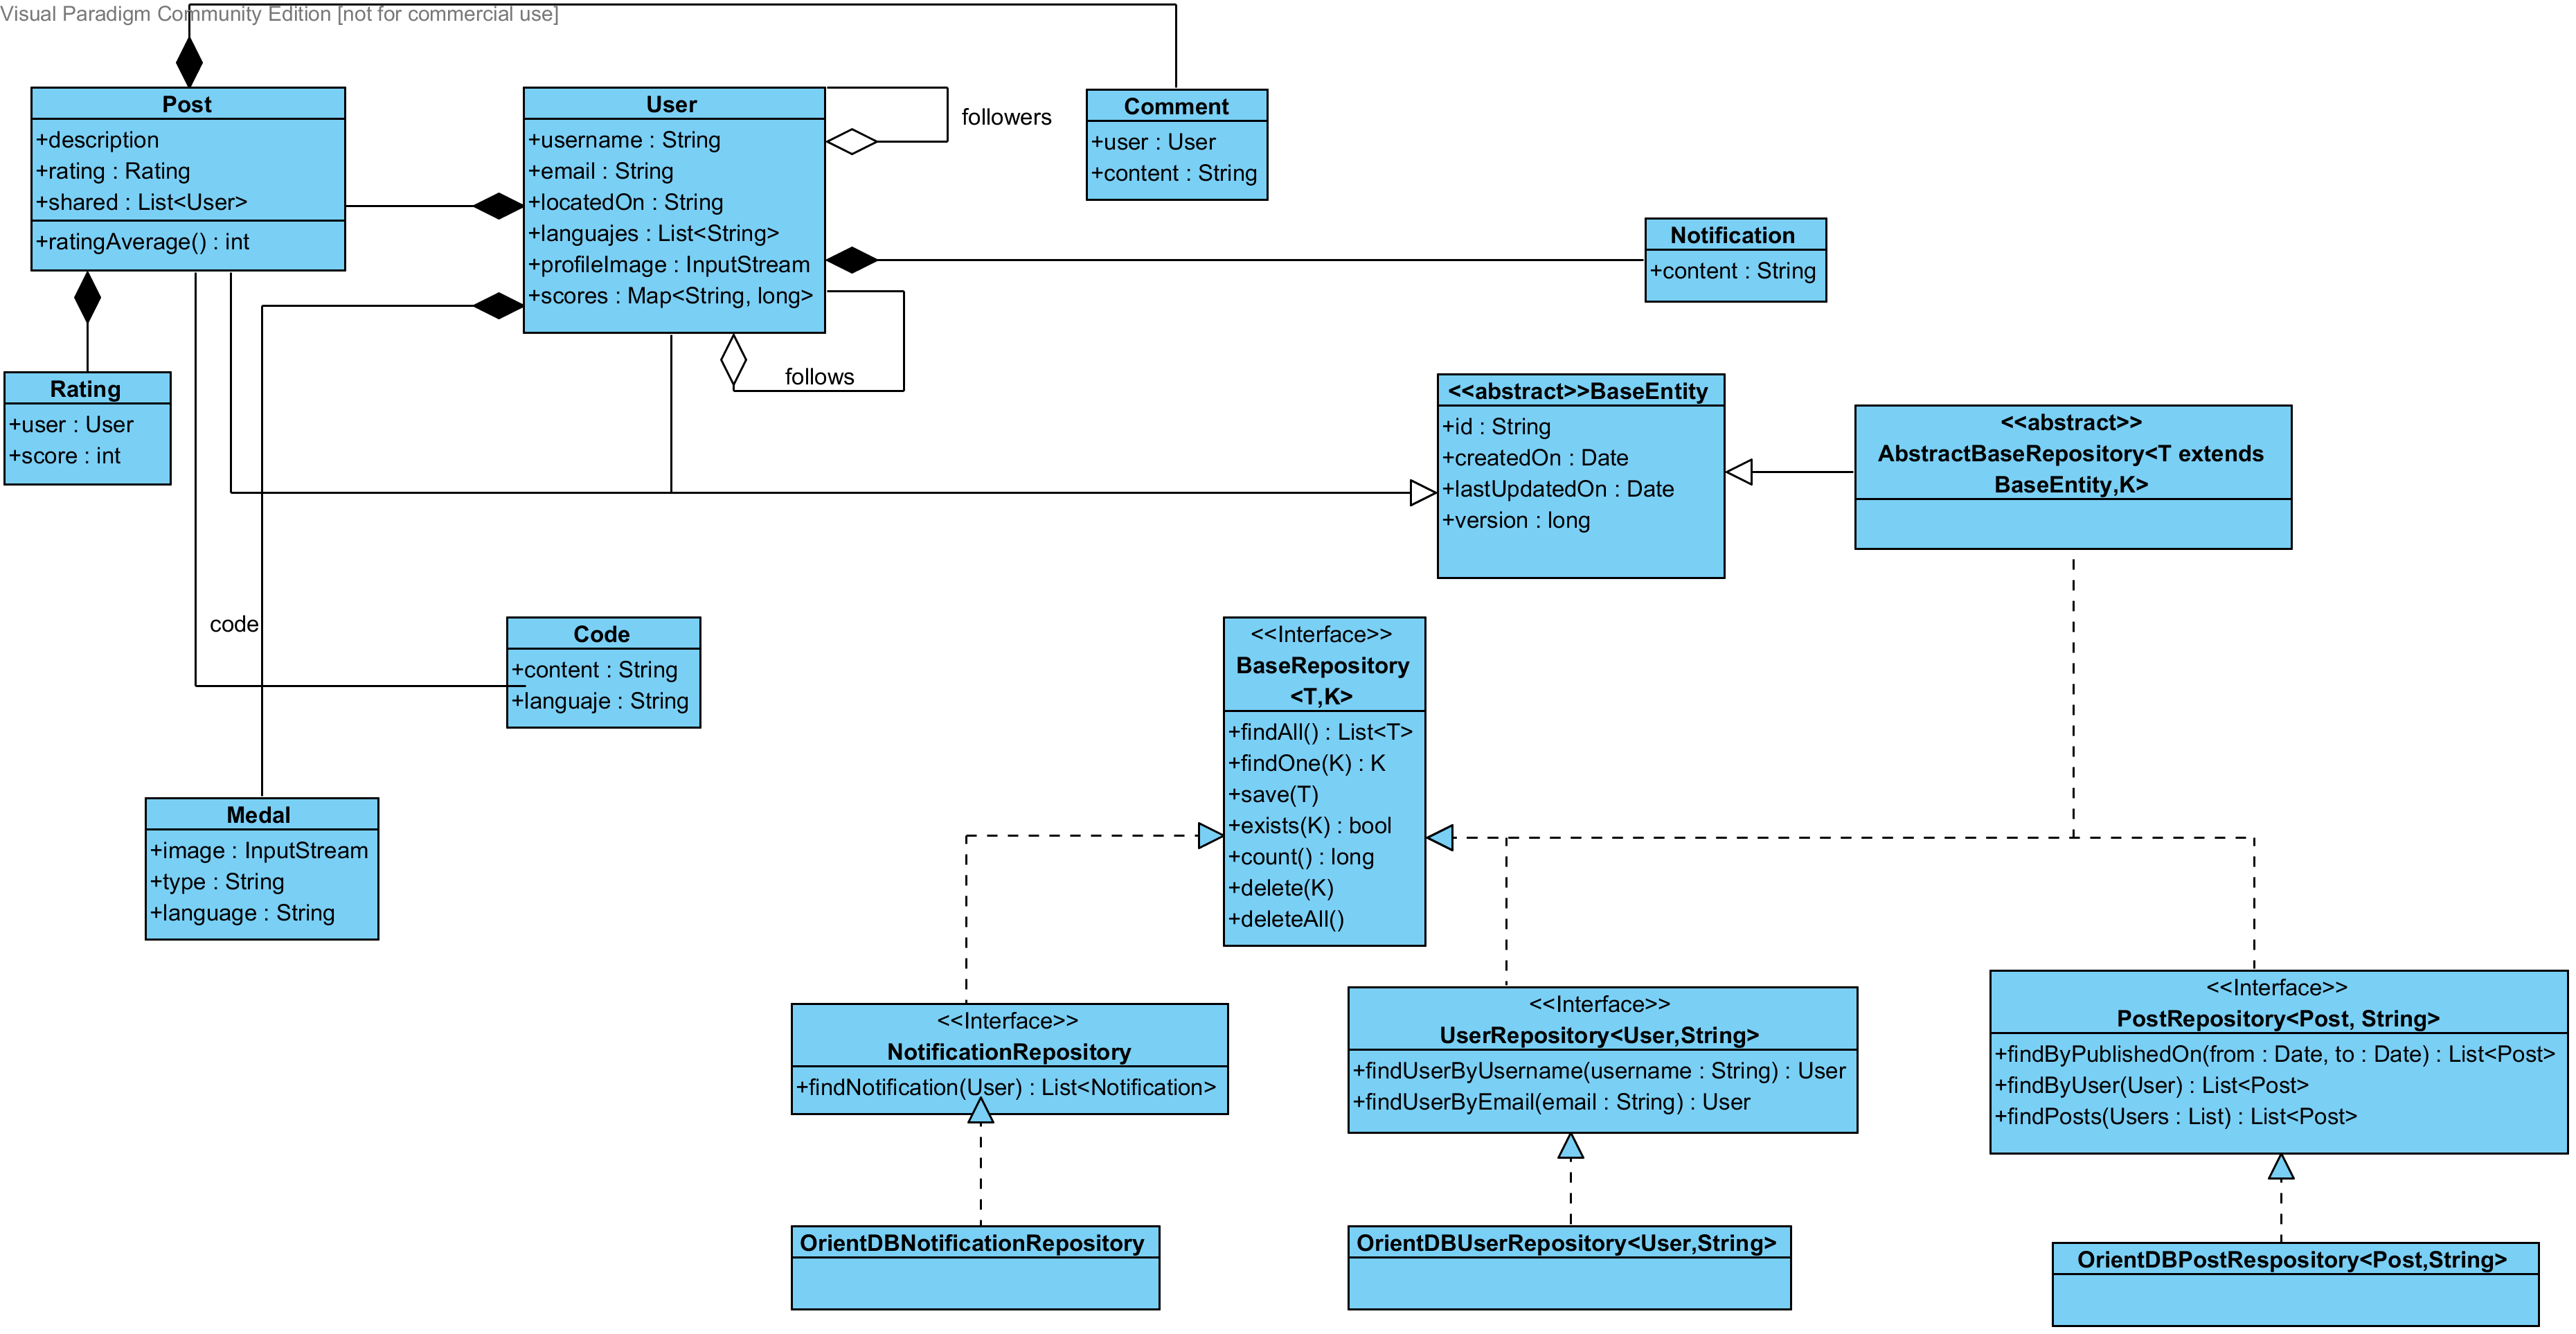 Visual Paradigm Community Edition [not for commercial use]
Post
+description
+rating : Rating
+shared : List<User>
+ratingAverage() : int
User
+username : String
+email : String
+locatedOn : String
+languajes : List<String>
+profileImage : InputStream
+scores : Map<String, long>
followers
follows
Comment
+user : User
+content : String
Notification
+content : String
Rating
+user : User
+score : int
<<abstract>>BaseEntity
+id : String
+createdOn : Date
+lastUpdatedOn : Date
+version : long
<<abstract>>
AbstractBaseRepository<T extends
BaseEntity,K>
code
Code
+content : String
+languaje : String
<<Interface>>
BaseRepository
<T,K>
+findAll() : List<T>
+findOne(K) : K
+save(T)
+exists(K) : bool
+count() : long
+delete(K)
+deleteAll()
Medal
+image : InputStream
+type : String
+language : String
<<Interface>>
NotificationRepository
+findNotification(User) : List<Notification>
<<Interface>>
UserRepository<User,String>
+findUserByUsername(username : String) : User
+findUserByEmail(email : String) : User
<<Interface>>
PostRepository<Post, String>
+findByPublishedOn(from : Date, to : Date) : List<Post>
+findByUser(User) : List<Post>
+findPosts(Users : List) : List<Post>
OrientDBNotificationRepository
OrientDBUserRepository<User,String>
OrientDBPostRespository<Post,String>